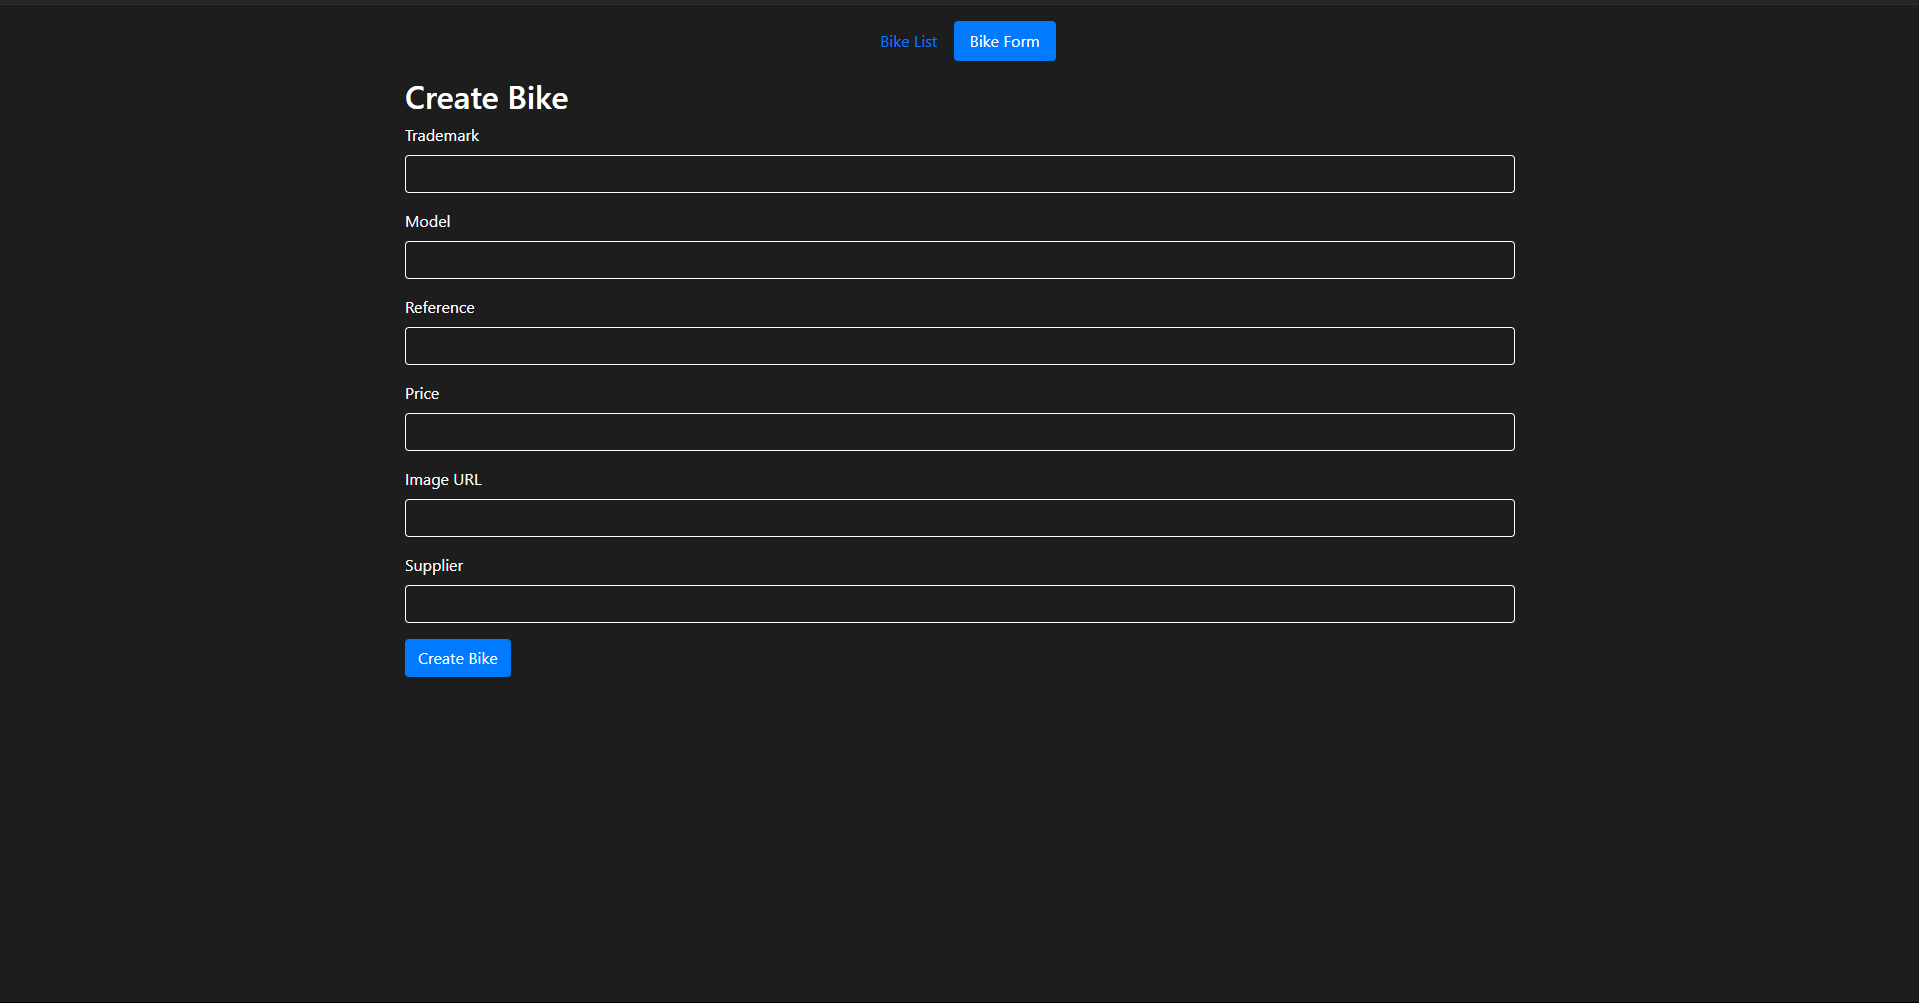 Bike List Bike Form
Create Bike
Trademark
Model
Reference
Price
Image URL
Supplier
Create Bike